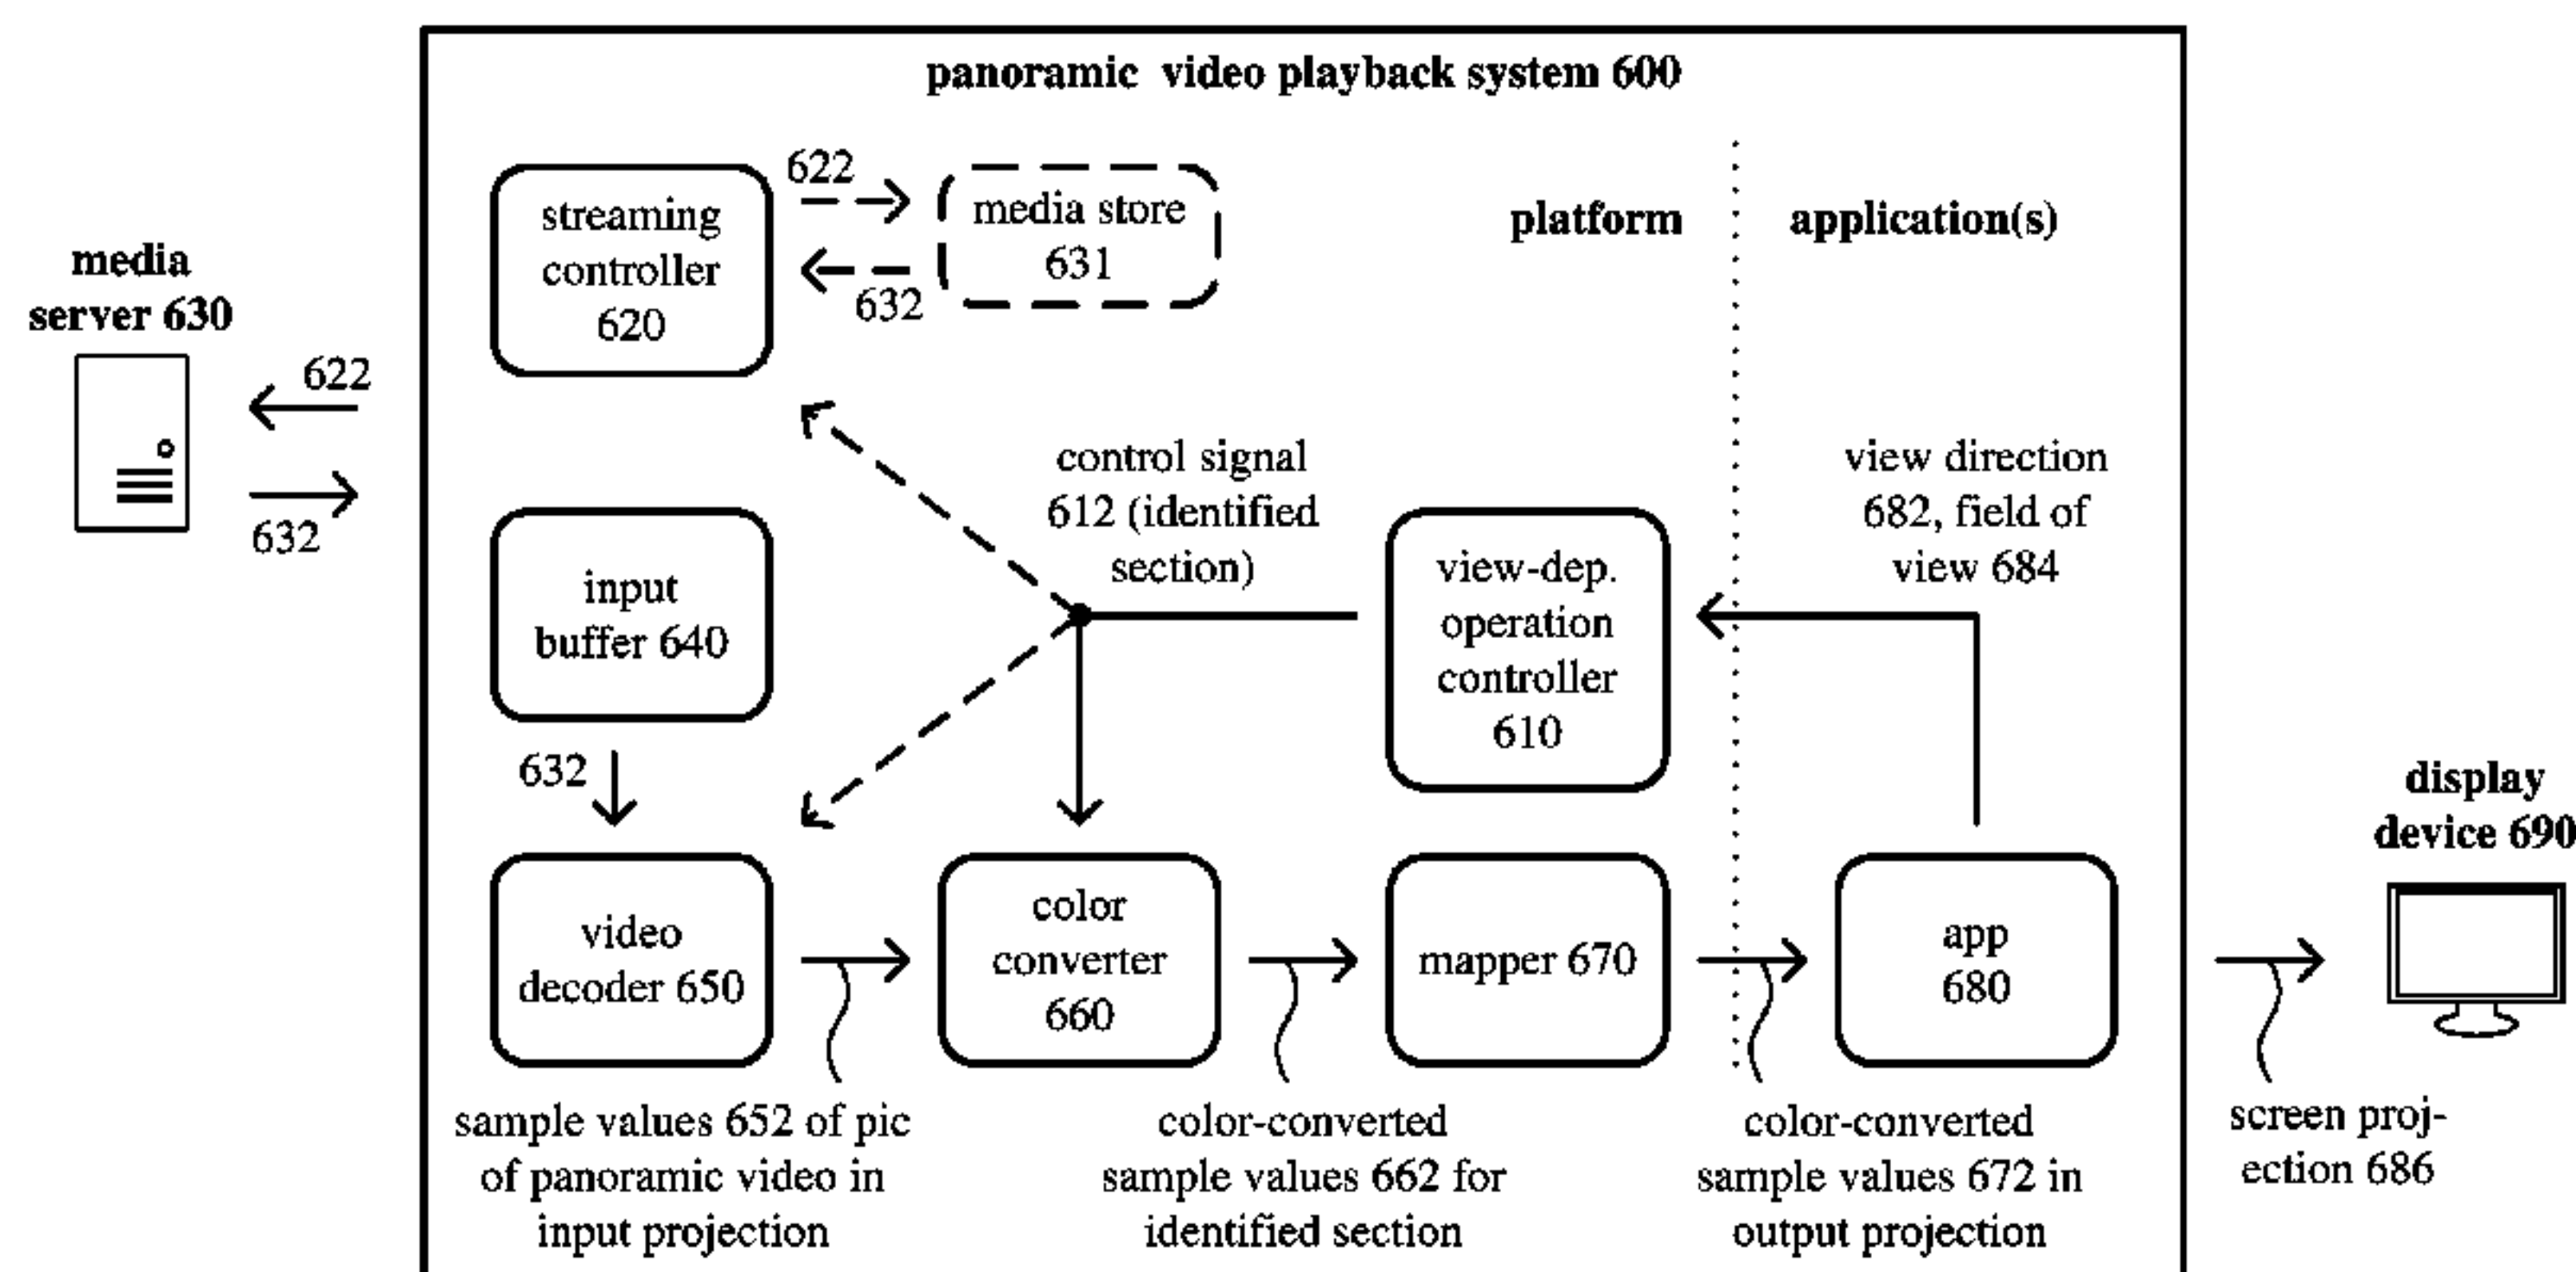 panoramic video playback system 600
622
streaming
controller
620
media store
631
632
platform
application(s)
media
server 630
622
632
control signal
612 (identified
section)
view direction
682, field of
view 684
input
buffer 640
view-dep.
operation
controller
610
632
display
device 690
video
decoder 650
color
converter
660
mapper 670
app
680
sample values 652 of pic
of panoramic video in
input projection
color-converted
sample values 662 for
identified section
color-converted
sample values 672 in
output projection
screen proj-
ection 686